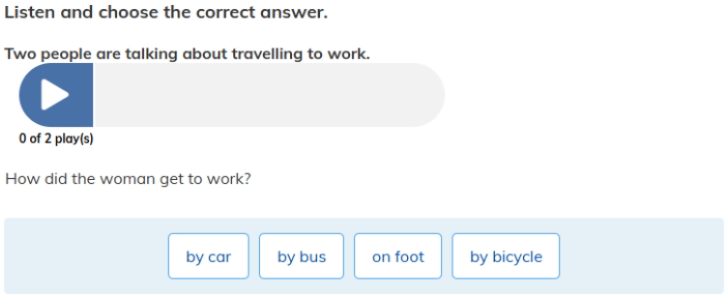 Listen and choose the correct answer.
Two people are talking about travelling to work.
0 of 2 play(s)
How did the woman get to work?
by car by bus on foot by bicycle